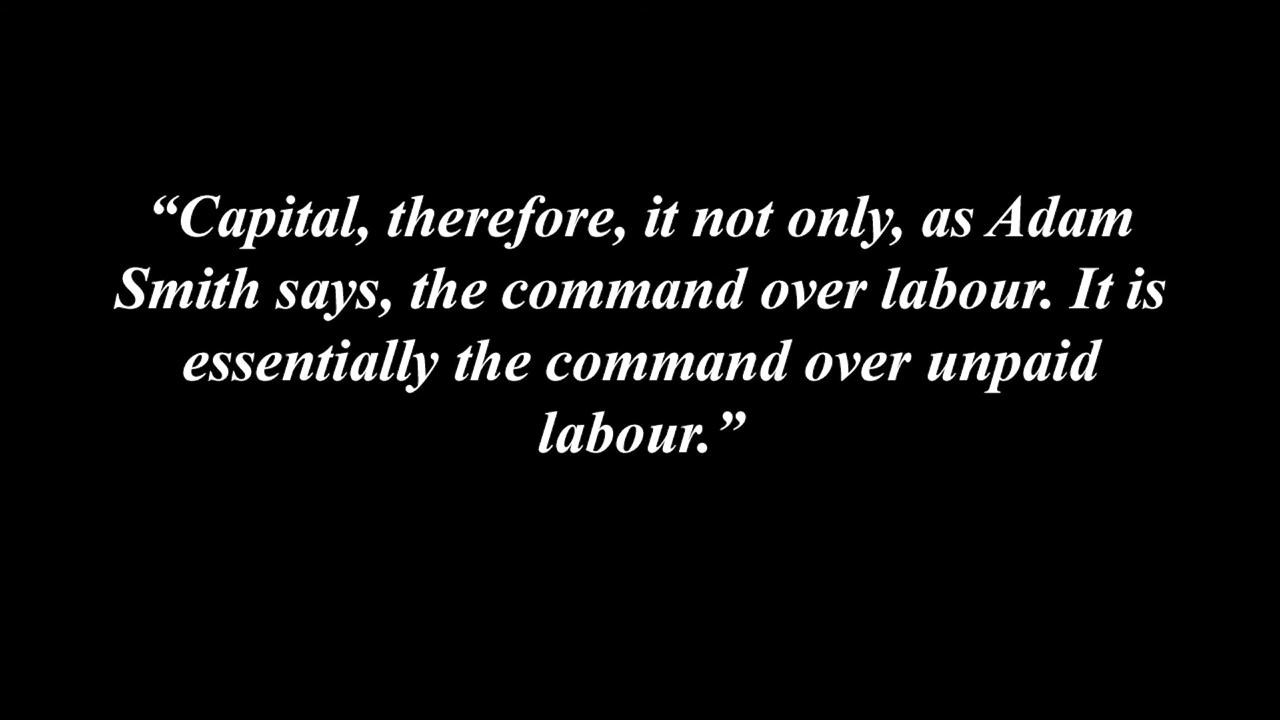 “Capital, therefore, it not only, as Adam
Smith says, the command over labour. It is
essentially the command over unpaid
labour.”